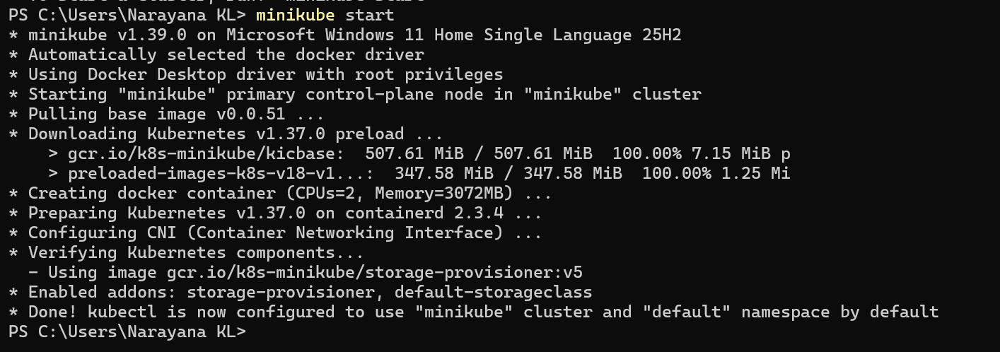 PS C:\Users\Narayana KL> minikube start
* minikube v1.39.0 on Microsoft Windows 11 Home Single Language 25H2
* Automatically selected the docker driver
* Using Docker Desktop driver with root privileges
* Starting "minikube" primary control-plane node in "minikube" cluster
* Pulling base image v0.0.51 ...
* Downloading Kubernetes v1.37.0 preload ...
    > gcr.io/k8s-minikube/kicbase:  507.61 MiB / 507.61 MiB  100.00% 7.15 MiB p
    > preloaded-images-k8s-v18-v1...:  347.58 MiB / 347.58 MiB  100.00% 1.25 Mi
* Creating docker container (CPUs=2, Memory=3072MB) ...
* Preparing Kubernetes v1.37.0 on containerd 2.3.4 ...
* Configuring CNI (Container Networking Interface) ...
* Verifying Kubernetes components...
  - Using image gcr.io/k8s-minikube/storage-provisioner:v5
* Enabled addons: storage-provisioner, default-storageclass
* Done! kubectl is now configured to use "minikube" cluster and "default" namespace by default
PS C:\Users\Narayana KL>